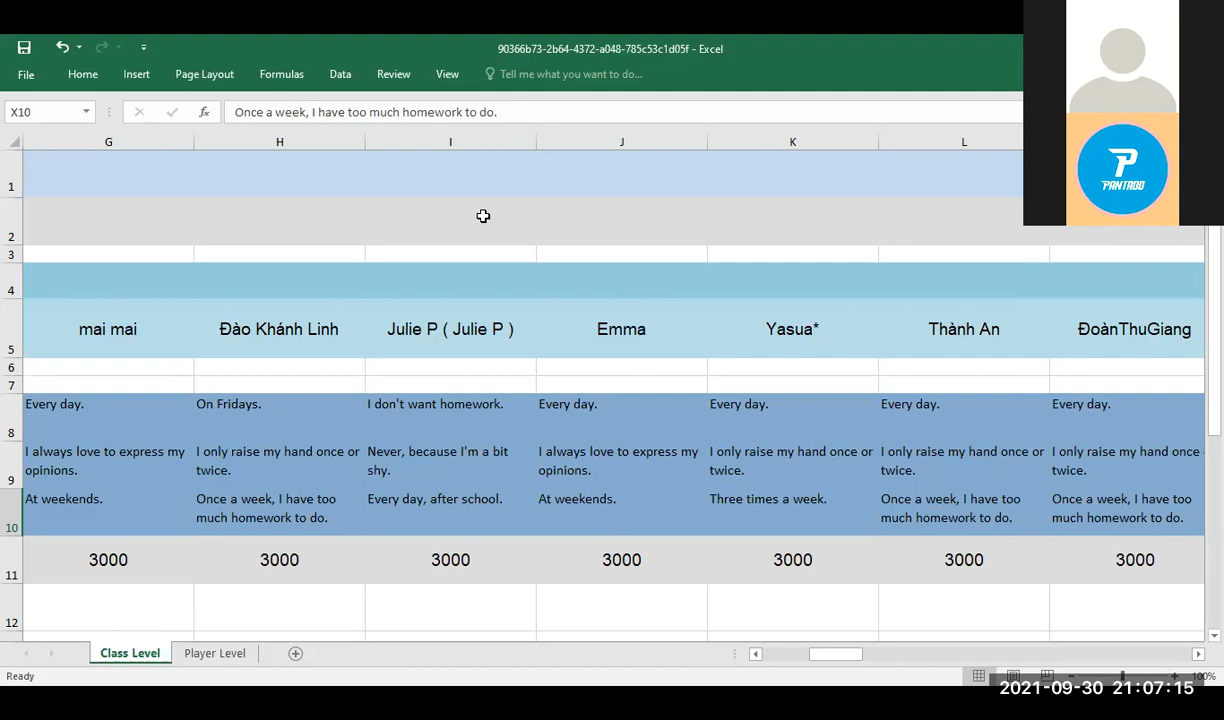 90366b73-2b64-4372-a048-785c53c1d05f - Excel
File Home Insert Page Layout Formulas Data Review View Tell me what you want to do...
X10 fx Once a week, I have too much homework to do.
G H I J K L
1
2
3
4
5 mai mai Đào Khánh Linh Julie P ( Julie P ) Emma Yasua* Thành An ĐoànThuGiang
6
7
8 Every day. On Fridays. I don't want homework. Every day. Every day. Every day. Every day.
I always love to express my I only raise my hand once or Never, because I'm a bit I always love to express my I only raise my hand once or I only raise my hand once or I only raise my hand once
9 opinions. twice. shy. opinions. twice. twice. twice.
At weekends. Once a week, I have too Every day, after school. At weekends. Three times a week. Once a week, I have too Once a week, I have too
10 much homework to do. much homework to do. much homework to do.
11 3000 3000 3000 3000 3000 3000 3000
12
Class Level Player Level
Ready 100%
2021-09-30 21:07:15
P
PANTADO